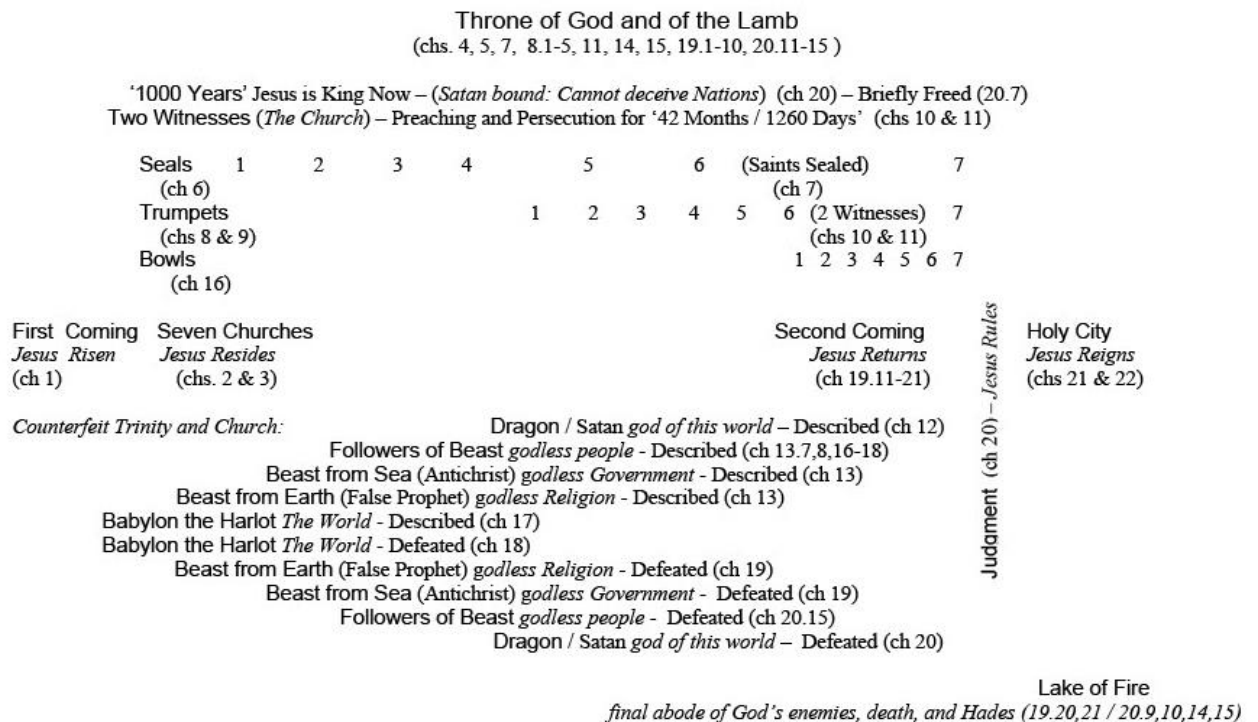 Throne of God and of the Lamb
(chs. 4, 5, 7, 8.1-5, 11, 14, 15, 19.1-10, 20.11-15 )
'1000 Years' Jesus is King Now – (Satan bound: Cannot deceive Nations) (ch 20) – Briefly Freed (20.7)
Two Witnesses (The Church) – Preaching and Persecution for '42 Months / 1260 Days' (chs 10 & 11)
Seals 1 2 3 4 5 6 (Saints Sealed) 7
(ch 6) (ch 7)
Trumpets 1 2 3 4 5 6 (2 Witnesses) 7
(chs 8 & 9) (chs 10 & 11)
Bowls 1 2 3 4 5 6 7
(ch 16)
First Coming Seven Churches Second Coming Holy City
Jesus Risen Jesus Resides Jesus Returns Jesus Reigns
(ch 1) (chs. 2 & 3) (ch 19.11-21) (chs 21 & 22)
Judament (ch 20) – Jesus Rules
Counterfeit Trinity and Church: Dragon / Satan god of this world – Described (ch 12)
Followers of Beast godless people - Described (ch 13.7,8,16-18)
Beast from Sea (Antichrist) godless Government - Described (ch 13)
Beast from Earth (False Prophet) godless Religion - Described (ch 13)
Babylon the Harlot The World - Described (ch 17)
Babylon the Harlot The World - Defeated (ch 18)
Beast from Earth (False Prophet) godless Religion - Defeated (ch 19)
Beast from Sea (Antichrist) godless Government - Defeated (ch 19)
Followers of Beast godless people - Defeated (ch 20.15)
Dragon / Satan god of this world – Defeated (ch 20)
Lake of Fire
final abode of God's enemies, death, and Hades (19.20,21 / 20.9,10,14,15)